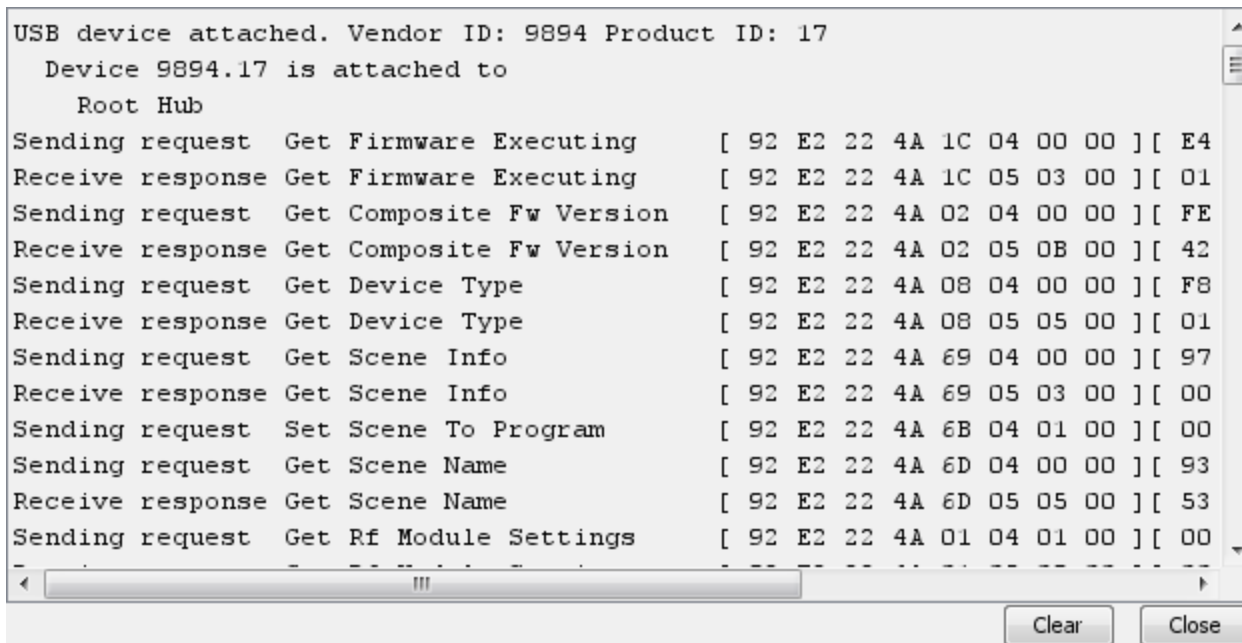 USB device attached. Vendor ID: 9894 Product ID: 17
Device 9894.17 is attached to
Root Hub
Sending request  Get Firmware Executing [ 92 E2 22 4A 1C 04 00 00 ][ E4
Receive response Get Firmware Executing [ 92 E2 22 4A 1C 05 03 00 ][ 01
Sending request  Get Composite Fw Version [ 92 E2 22 4A 02 04 00 00 ][ FE
Receive response Get Composite Fw Version [ 92 E2 22 4A 02 05 0B 00 ][ 42
Sending request  Get Device Type [ 92 E2 22 4A 08 04 00 00 ][ F8
Receive response Get Device Type [ 92 E2 22 4A 08 05 05 00 ][ 01
Sending request  Get Scene Info [ 92 E2 22 4A 69 04 00 00 ][ 97
Receive response Get Scene Info [ 92 E2 22 4A 69 05 03 00 ][ 00
Sending request  Set Scene To Program [ 92 E2 22 4A 6B 04 01 00 ][ 00
Sending request  Get Scene Name [ 92 E2 22 4A 6D 04 00 00 ][ 93
Receive response Get Scene Name [ 92 E2 22 4A 6D 05 05 00 ][ 53
Sending request  Get Rf Module Settings [ 92 E2 22 4A 01 04 01 00 ][ 00
Clear Close